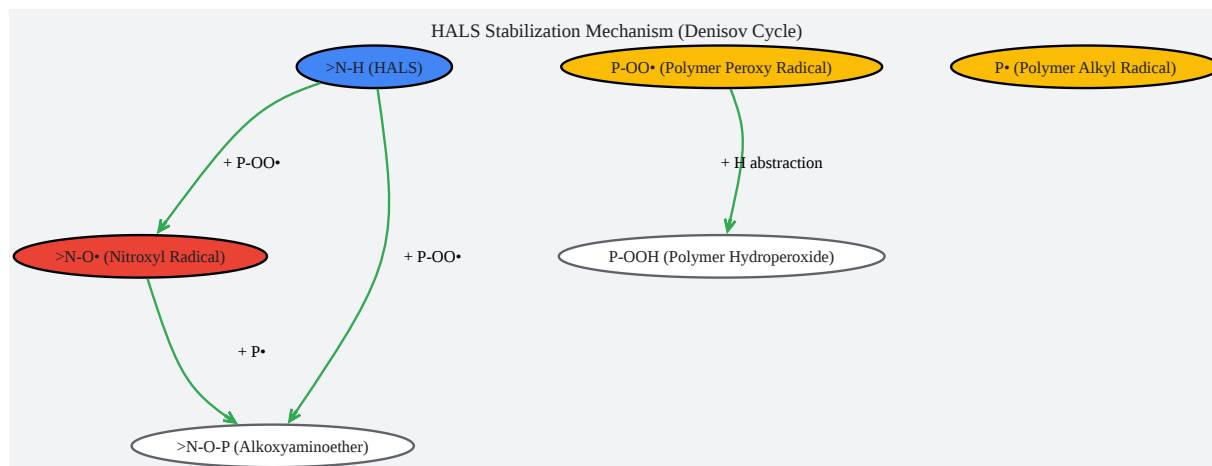 HALS Stabilization Mechanism (Denisov Cycle)
>N-H (HALS)
P-OO• (Polymer Peroxy Radical)
P• (Polymer Alkyl Radical)
+ P-OO•
+ H abstraction
>N-O• (Nitroxyl Radical)
+ P-OO•
P-OOH (Polymer Hydroperoxide)
+ P•
>N-O-P (Alkoxyaminoether)